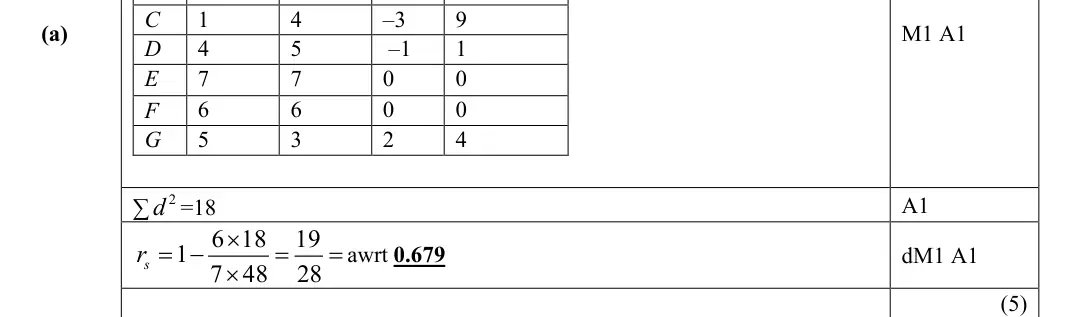 C 1 4 –3 9
(a) M1 A1
D 4 5 –1 1
E 7 7 0 0
F 6 6 0 0
G 5 3 2 4
∑d²=18 A1
rₛ = 1 − 6×18/7×48 = 19/28 = awrt 0.679 dM1 A1
(5)